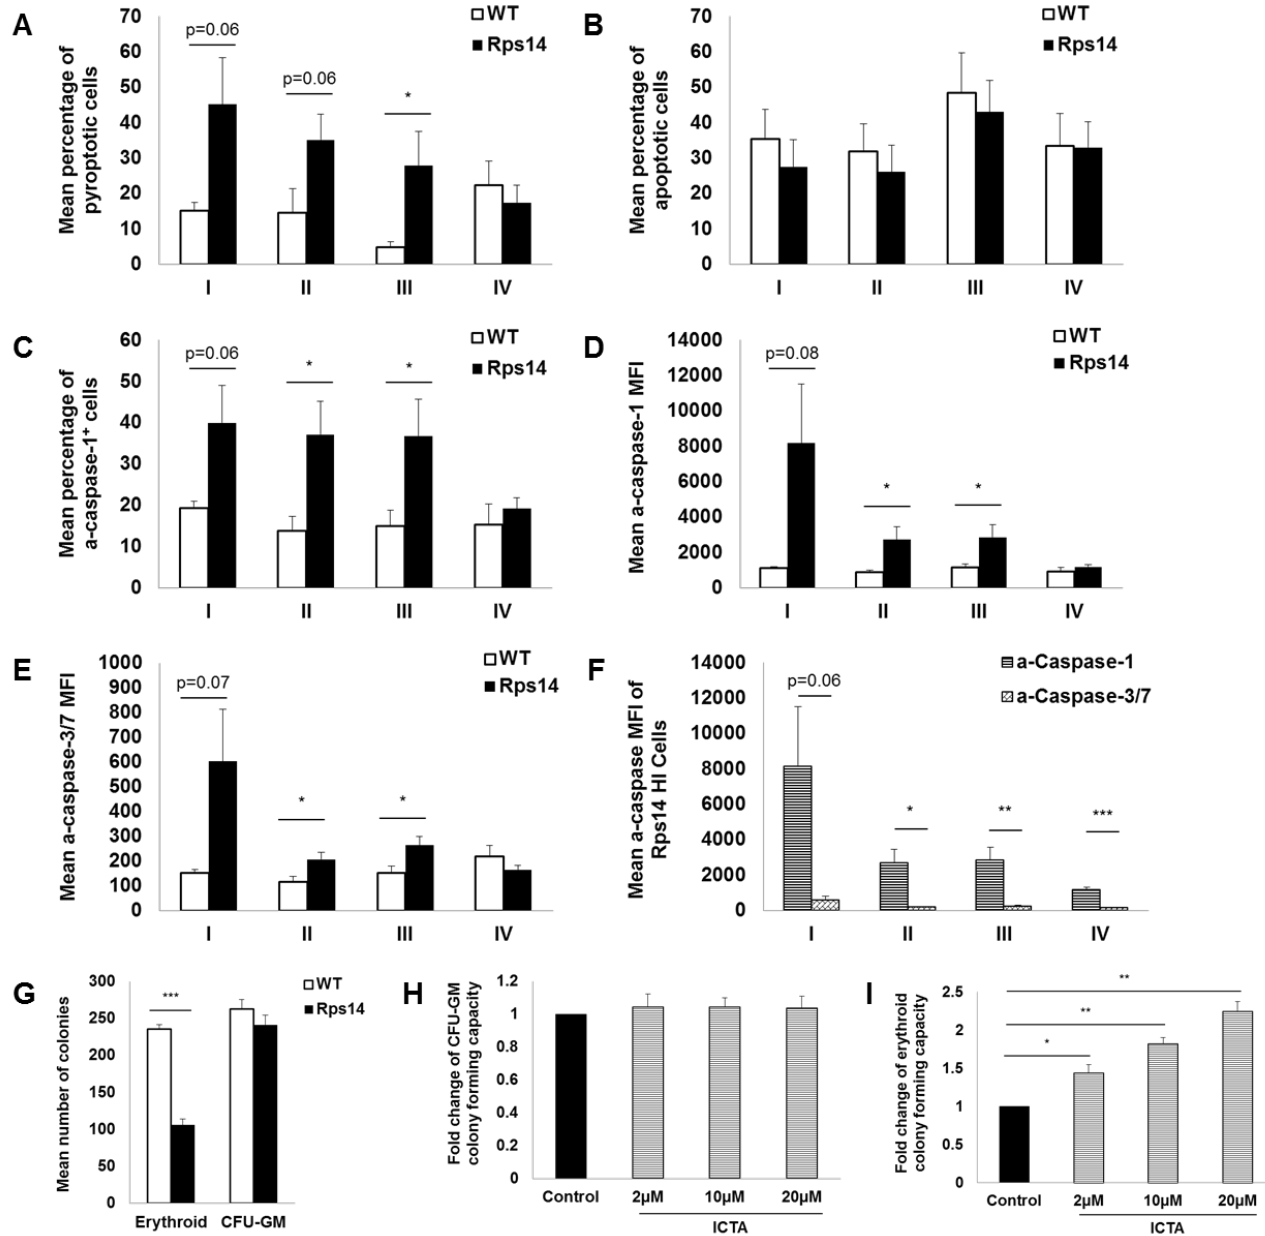 A
Mean percentage of
pyroptotic cells
70
60
50
40
30
20
10
0
WT
Rps14
p=0.06
p=0.06
*
I II III IV
B
Mean percentage of
apoptotic cells
70
60
50
40
30
20
10
0
WT
Rps14
I II III IV
C
Mean percentage of
a-caspase-1+ cells
60
50
40
30
20
10
0
WT
Rps14
p=0.06
*
*
I II III IV
D
Mean a-caspase-1 MFI
14000
12000
10000
8000
6000
4000
2000
0
WT
Rps14
p=0.08
*
*
I II III IV
E
Mean a-caspase-3/7 MFI
1000
900
800
700
600
500
400
300
200
100
0
WT
Rps14
p=0.07
*
*
I II III IV
F
Mean a-caspase MFI of
Rps14 HI Cells
14000
12000
10000
8000
6000
4000
2000
0
a-Caspase-1
a-Caspase-3/7
p=0.06
*
**
***
I II III IV
G
Mean number of colonies
300
250
200
150
100
50
0
WT
Rps14
***
Erythroid CFU-GM
H
Fold change of CFU-GM
colony forming capacity
1.2
1
0.8
0.6
0.4
0.2
0
Control 2µM 10µM 20µM
ICTA
I
Fold change of erythroid
colony forming capacity
2.5
2
1.5
1
0.5
0
**
**
*
Control 2µM 10µM 20µM
ICTA